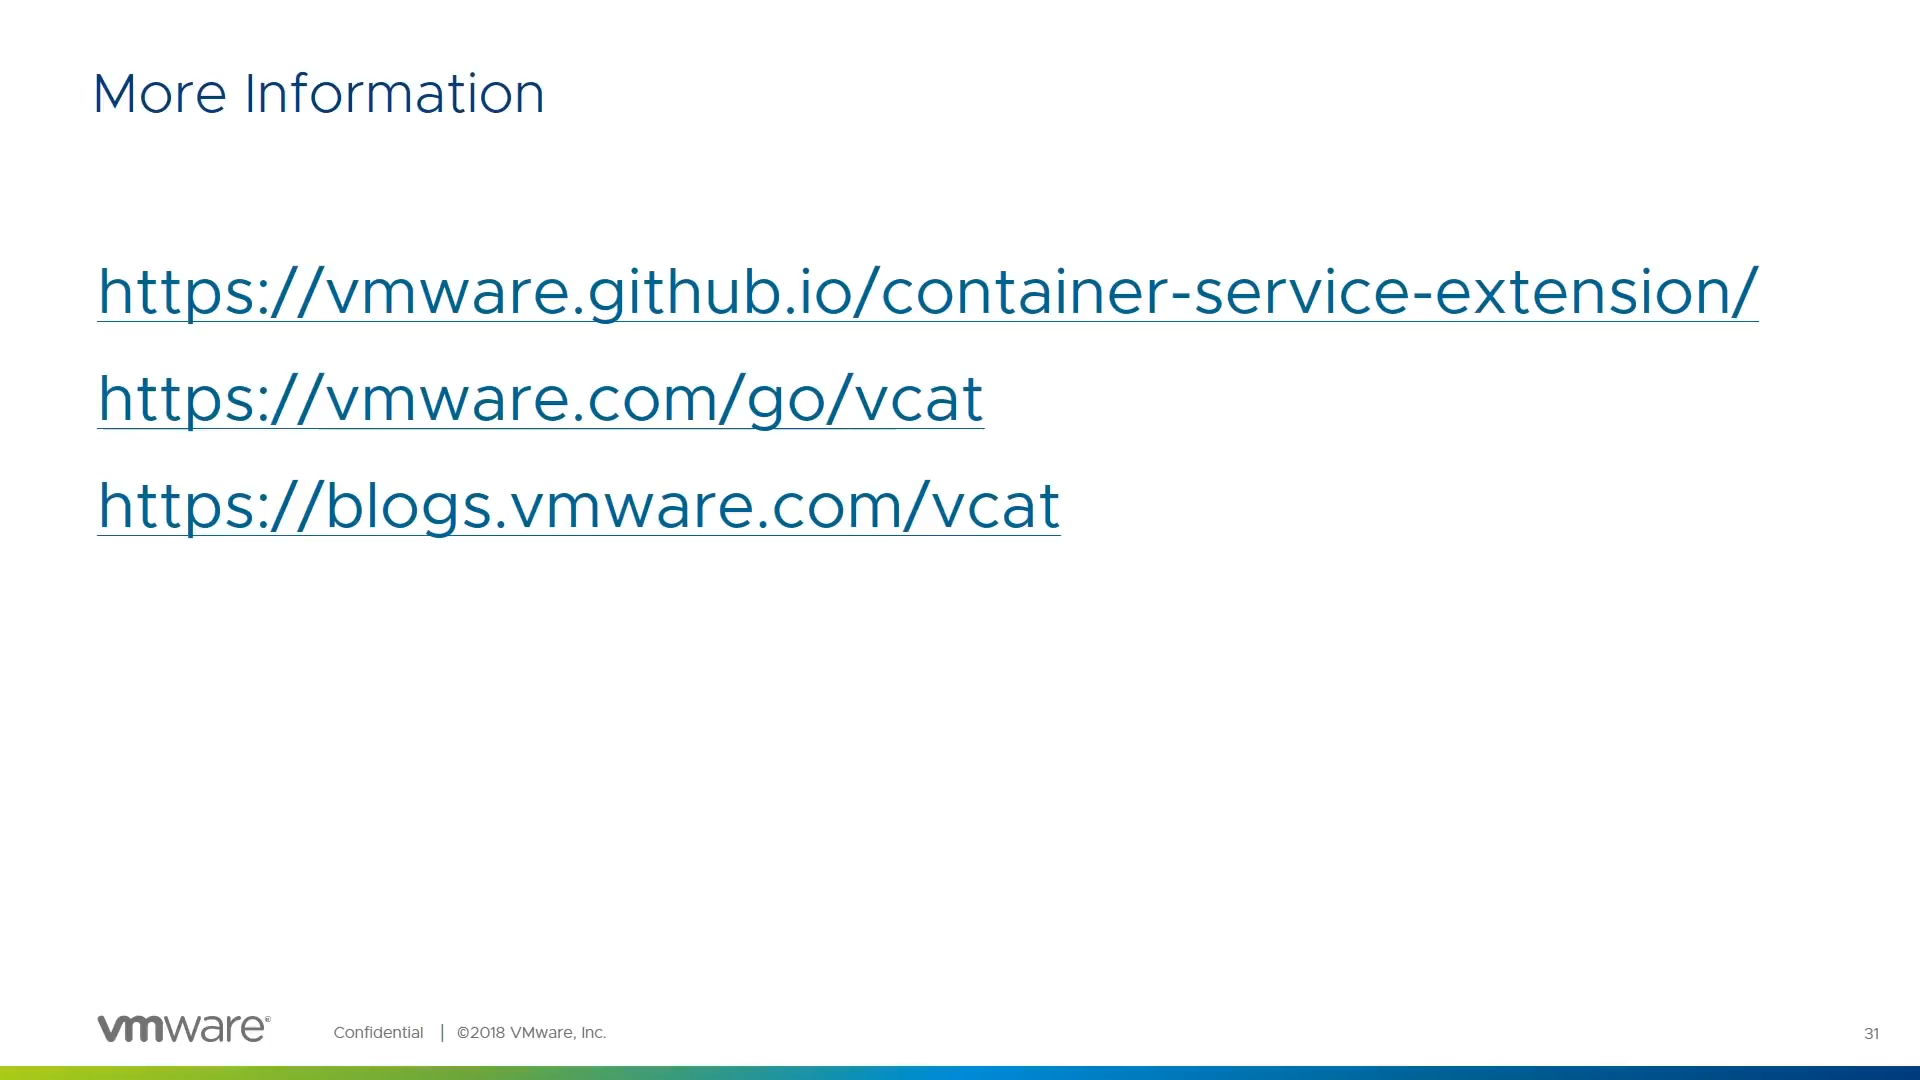 More Information
https://vmware.github.io/container-service-extension/
https://vmware.com/go/vcat
https://blogs.vmware.com/vcat
vmware® Confidential | ©2018 VMware, Inc. 31